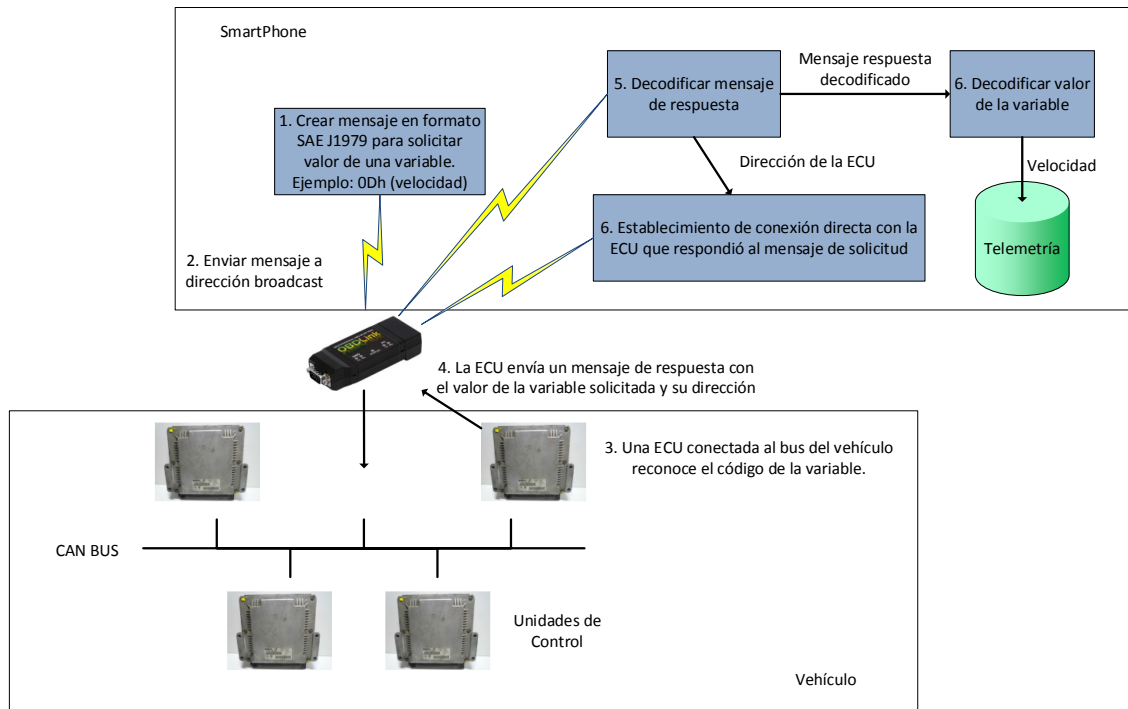 SmartPhone
1. Crear mensaje en formato
SAE J1979 para solicitar
valor de una variable.
Ejemplo: 0Dh (velocidad)
5. Decodificar mensaje
de respuesta
Mensaje respuesta
decodificado
6. Decodificar valor
de la variable
Dirección de la ECU
Velocidad
6. Establecimiento de conexión directa con la
ECU que respondió al mensaje de solicitud
Telemetría
2. Enviar mensaje a
dirección broadcast
OBDLink
4. La ECU envía un mensaje de respuesta con
el valor de la variable solicitada y su dirección
3. Una ECU conectada al bus del vehículo
reconoce el código de la variable.
CAN BUS
Unidades de
Control
Vehículo